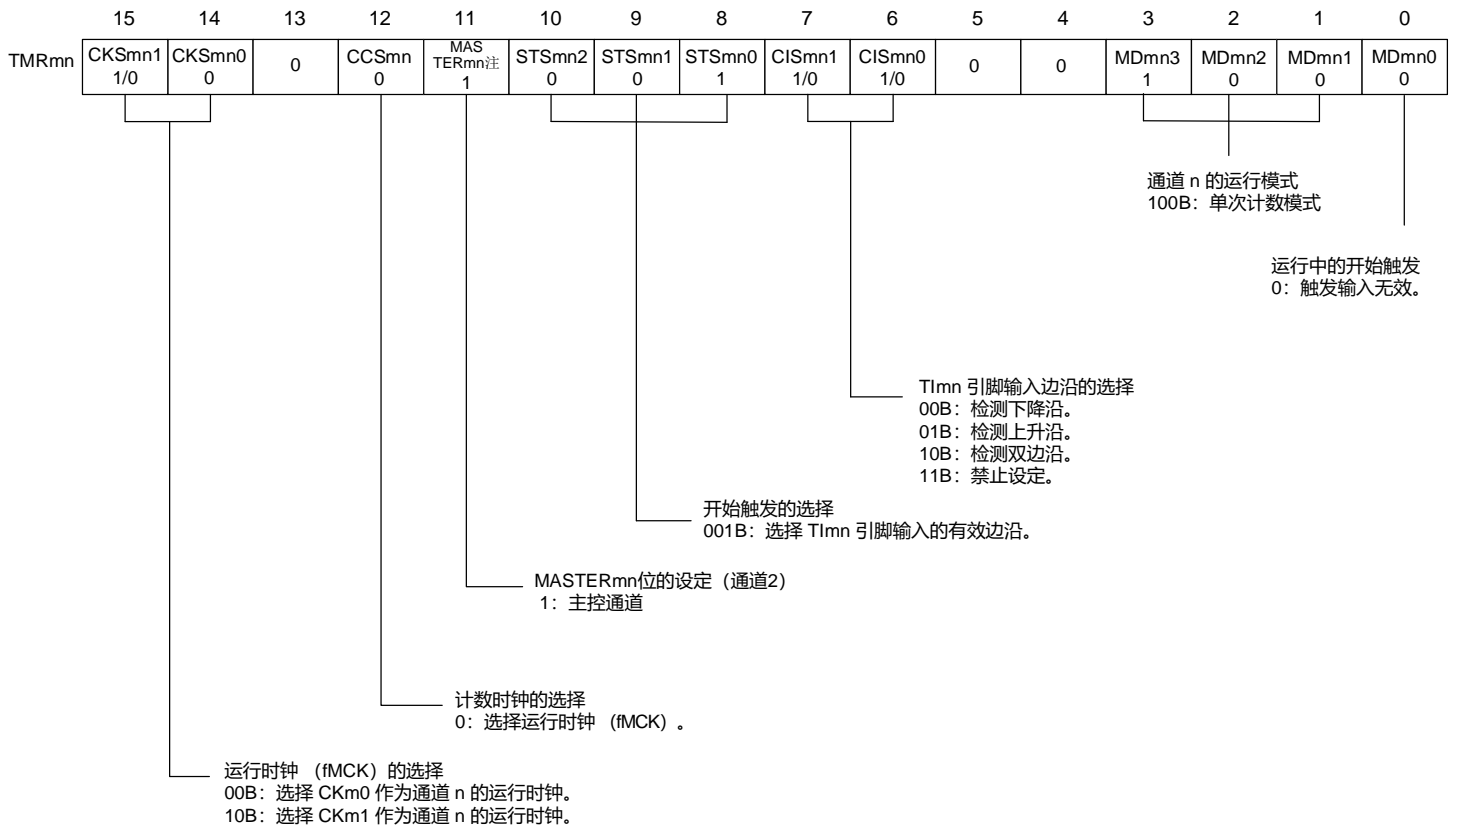 15 14 13 12 11 10 9 8 7 6 5 4 3 2 1 0
TMRmn CKSmn1 CKSmn0 0 CCSmn MAS TERmn注 STSmn2 STSmn1 STSmn0 CISmn1 CISmn0 0 0 MDmn3 MDmn2 MDmn1 MDmn0
1/0 0 0 1 0 0 1 1/0 1/0 1 0 0 0
通道 n 的运行模式
100B：单次计数模式
运行中的开始触发
0：触发输入无效。
TImn 引脚输入边沿的选择
00B：检测下降沿。
01B：检测上升沿。
10B：检测双边沿。
11B：禁止设定。
开始触发的选择
001B：选择 TImn 引脚输入的有效边沿。
MASTERmn位的设定（通道2）
1：主控通道
计数时钟的选择
0：选择运行时钟 （fMCK）。
运行时钟 （fMCK）的选择
00B：选择 CKm0 作为通道 n 的运行时钟。
10B：选择 CKm1 作为通道 n 的运行时钟。